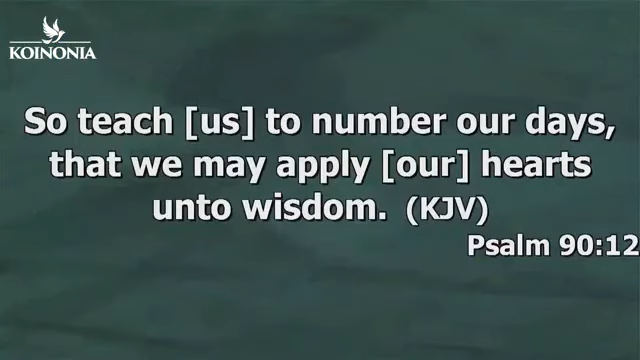 KOINONIA
So teach [us] to number our days,
that we may apply [our] hearts
unto wisdom. (KJV)
Psalm 90:12